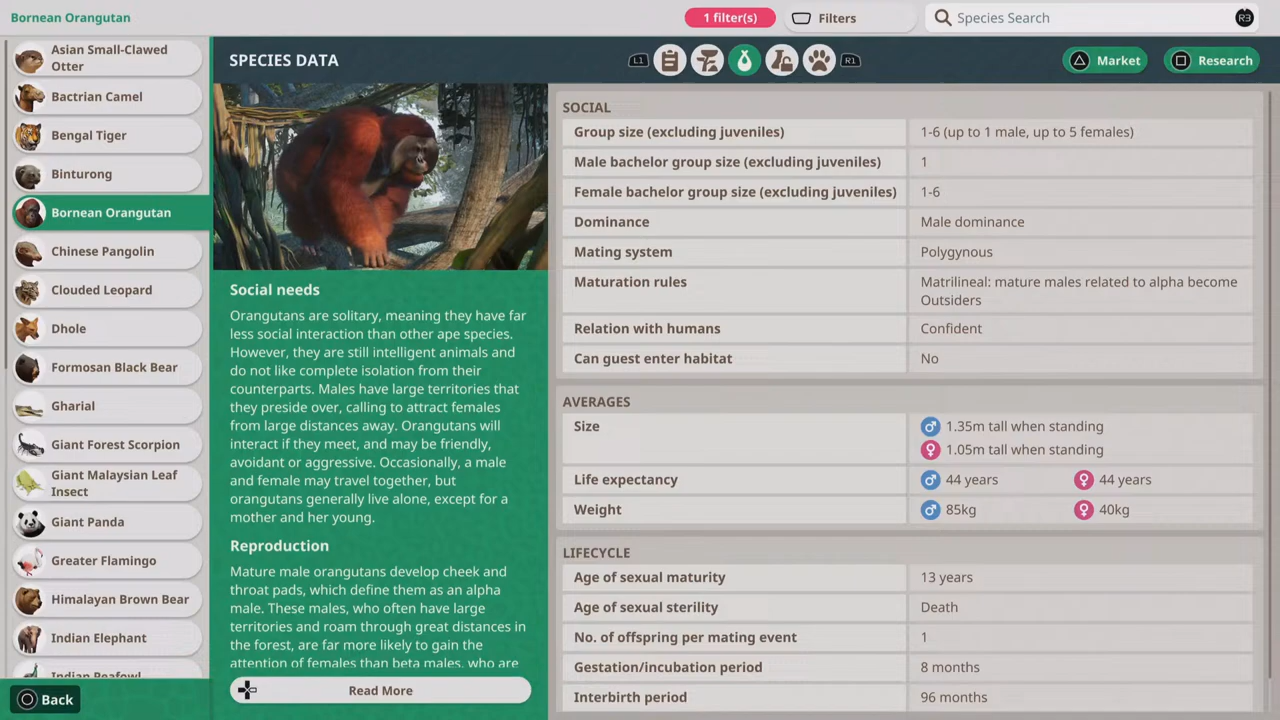 Bornean Orangutan
1 filter(s)
Filters
Species Search
R3
Asian Small-Clawed
Otter
Bactrian Camel
Bengal Tiger
Binturong
Bornean Orangutan
Chinese Pangolin
Clouded Leopard
Dhole
Formosan Black Bear
Gharial
Giant Forest Scorpion
Giant Malaysian Leaf
Insect
Giant Panda
Greater Flamingo
Himalayan Brown Bear
Indian Elephant
Indian Peafowl
Back
SPECIES DATA
L1
R1
Market
Research
Social needs
Orangutans are solitary, meaning they have far
less social interaction than other ape species.
However, they are still intelligent animals and
do not like complete isolation from their
counterparts. Males have large territories that
they preside over, calling to attract females
from large distances away. Orangutans will
interact if they meet, and may be friendly,
avoidant or aggressive. Occasionally, a male
and female may travel together, but
orangutans generally live alone, except for a
mother and her young.
Reproduction
Mature male orangutans develop cheek and
throat pads, which define them as an alpha
male. These males, who often have large
territories and roam through great distances in
the forest, are far more likely to gain the
attention of females than beta males, who are
Read More
SOCIAL
Group size (excluding juveniles) 1-6 (up to 1 male, up to 5 females)
Male bachelor group size (excluding juveniles) 1
Female bachelor group size (excluding juveniles) 1-6
Dominance Male dominance
Mating system Polygynous
Maturation rules Matrilineal: mature males related to alpha become
Outsiders
Relation with humans Confident
Can guest enter habitat No
AVERAGES
Size ♂ 1.35m tall when standing
♀ 1.05m tall when standing
Life expectancy ♂ 44 years ♀ 44 years
Weight ♂ 85kg ♀ 40kg
LIFECYCLE
Age of sexual maturity 13 years
Age of sexual sterility Death
No. of offspring per mating event 1
Gestation/incubation period 8 months
Interbirth period 96 months